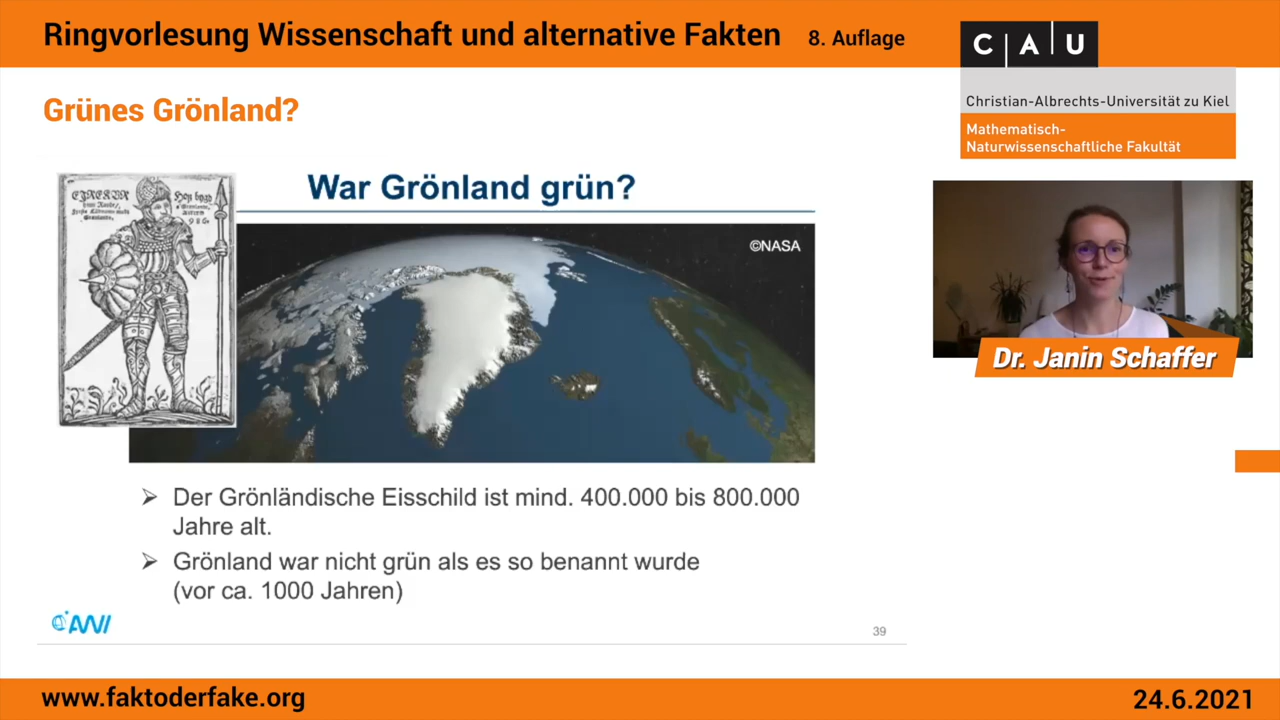 Ringvorlesung Wissenschaft und alternative Fakten 8. Auflage
C A U
Christian-Albrechts-Universität zu Kiel
Mathematisch-
Naturwissenschaftliche Fakultät
Grünes Grönland?
War Grönland grün?
©NASA
Dr. Janin Schaffer
➢ Der Grönländische Eisschild ist mind. 400.000 bis 800.000
Jahre alt.
➢ Grönland war nicht grün als es so benannt wurde
(vor ca. 1000 Jahren)
AWI
39
www.faktoderfake.org
24.6.2021